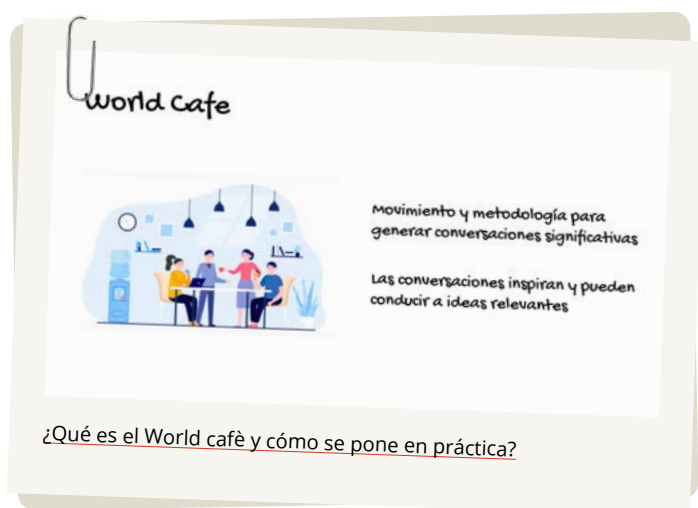 World Cafe
Movimiento y metodología para
generar conversaciones significativas
Las conversaciones inspiran y pueden
conducir a ideas relevantes
¿Qué es el World cafè y cómo se pone en práctica?